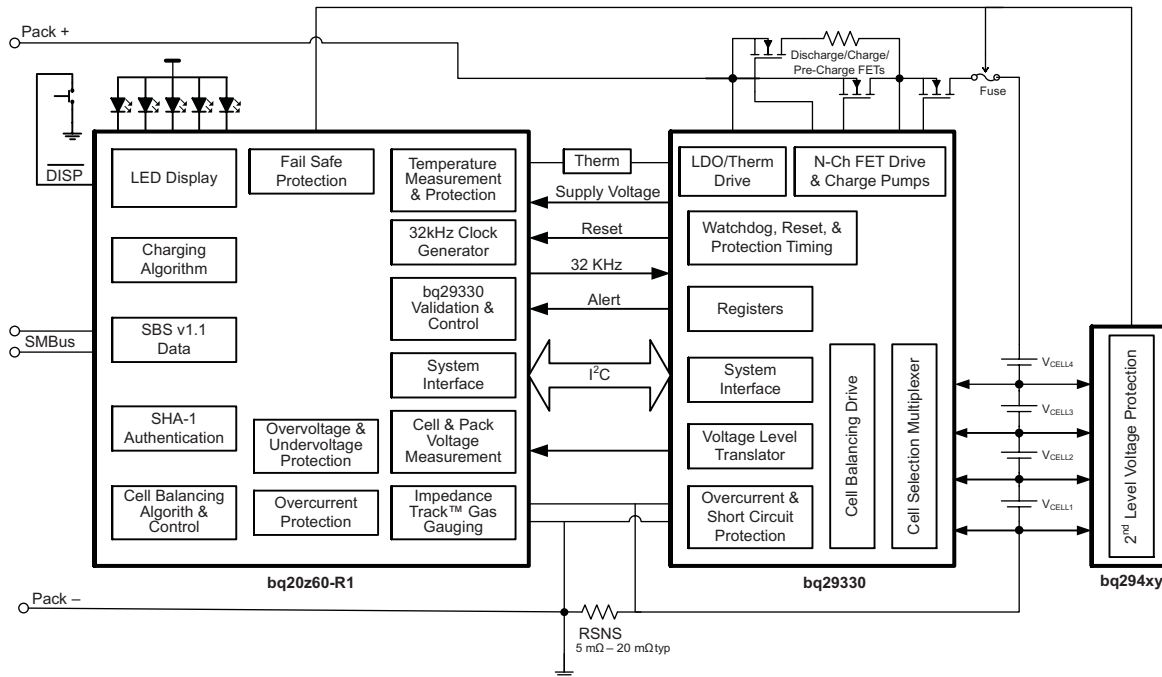 Pack +
Discharge/Charge/
Pre-Charge FETs
Fuse
DISP
LED Display
Fail Safe
Protection
Temperature
Measurement
& Protection
Therm
LDO/Therm
Drive
N-Ch FET Drive
& Charge Pumps
Supply Voltage
Charging
Algorithm
32kHz Clock
Generator
Reset
Watchdog, Reset, &
Protection Timing
32 KHz
bq29330
Validation &
Control
Alert
Registers
SMBus
SBS v1.1
Data
System
Interface
I²C
System
Interface
Cell Balancing Drive
Cell Selection Multiplexer
VCELL4
VCELL3
VCELL2
VCELL1
2nd Level Voltage Protection
SHA-1
Authentication
Overvoltage &
Undervoltage
Protection
Cell & Pack
Voltage
Measurement
Voltage Level
Translator
Cell Balancing
Algorith & Control
Overcurrent
Protection
Impedance
Track™ Gas
Gauging
Overcurrent &
Short Circuit
Protection
bq20z60-R1
bq29330
bq294xy
Pack –
RSNS
5 mΩ – 20 mΩ typ